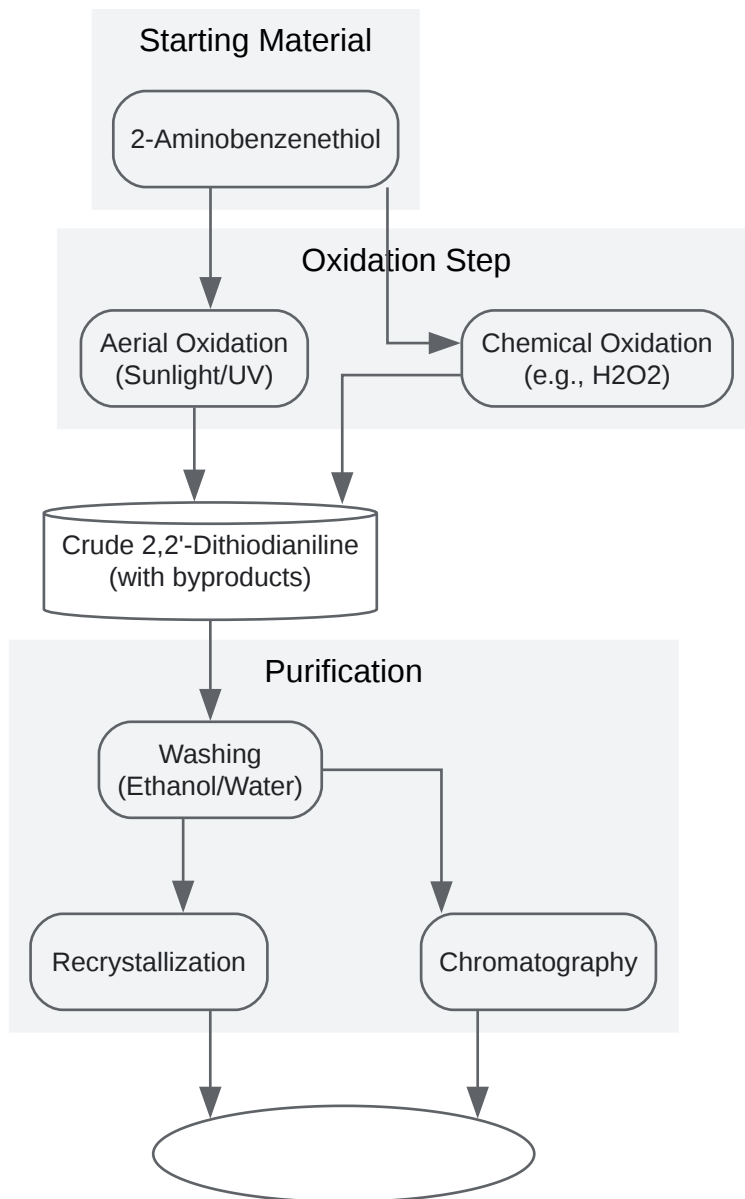 Starting Material
2-Aminobenzenethiol
Oxidation Step
Aerial Oxidation
(Sunlight/UV)
Chemical Oxidation
(e.g., H2O2)
Crude 2,2'-Dithiodianiline
(with byproducts)
Purification
Washing
(Ethanol/Water)
Recrystallization
Chromatography